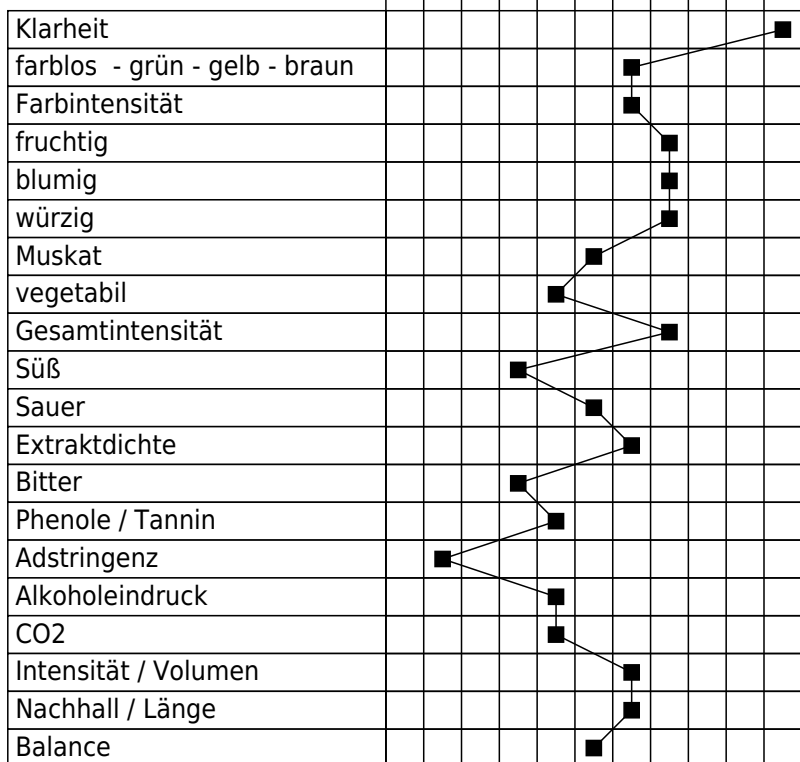 Klarheit
farblos - grün - gelb - braun
Farbintensität
fruchtig
blumig
würzig
Muskat
vegetabil
Gesamtintensität
Süß
Sauer
Extraktdichte
Bitter
Phenole / Tannin
Adstringenz
Alkoholeindruck
CO2
Intensität / Volumen
Nachhall / Länge
Balance